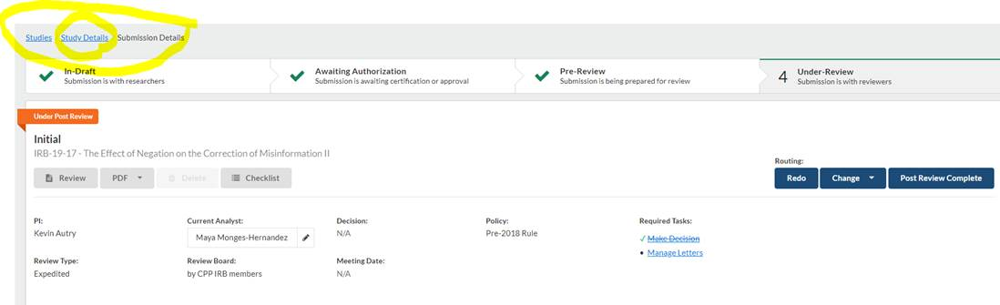 Studies Study Details Submission Details
In-Draft
Submission is with researchers
Awaiting Authorization
Submission is awaiting certification or approval
Pre-Review
Submission is being prepared for review
4
Under-Review
Submission is with reviewers
Under Post Review
Initial
IRB-19-17 - The Effect of Negation on the Correction of Misinformation II
Review PDF Delete Checklist
Routing:
Redo Change Post Review Complete
PI:
Kevin Autry
Current Analyst:
Maya Monges-Hernandez
Decision:
N/A
Policy:
Pre-2018 Rule
Required Tasks:
Make Decision
Manage Letters
Review Type:
Expedited
Review Board:
by CPP IRB members
Meeting Date:
N/A